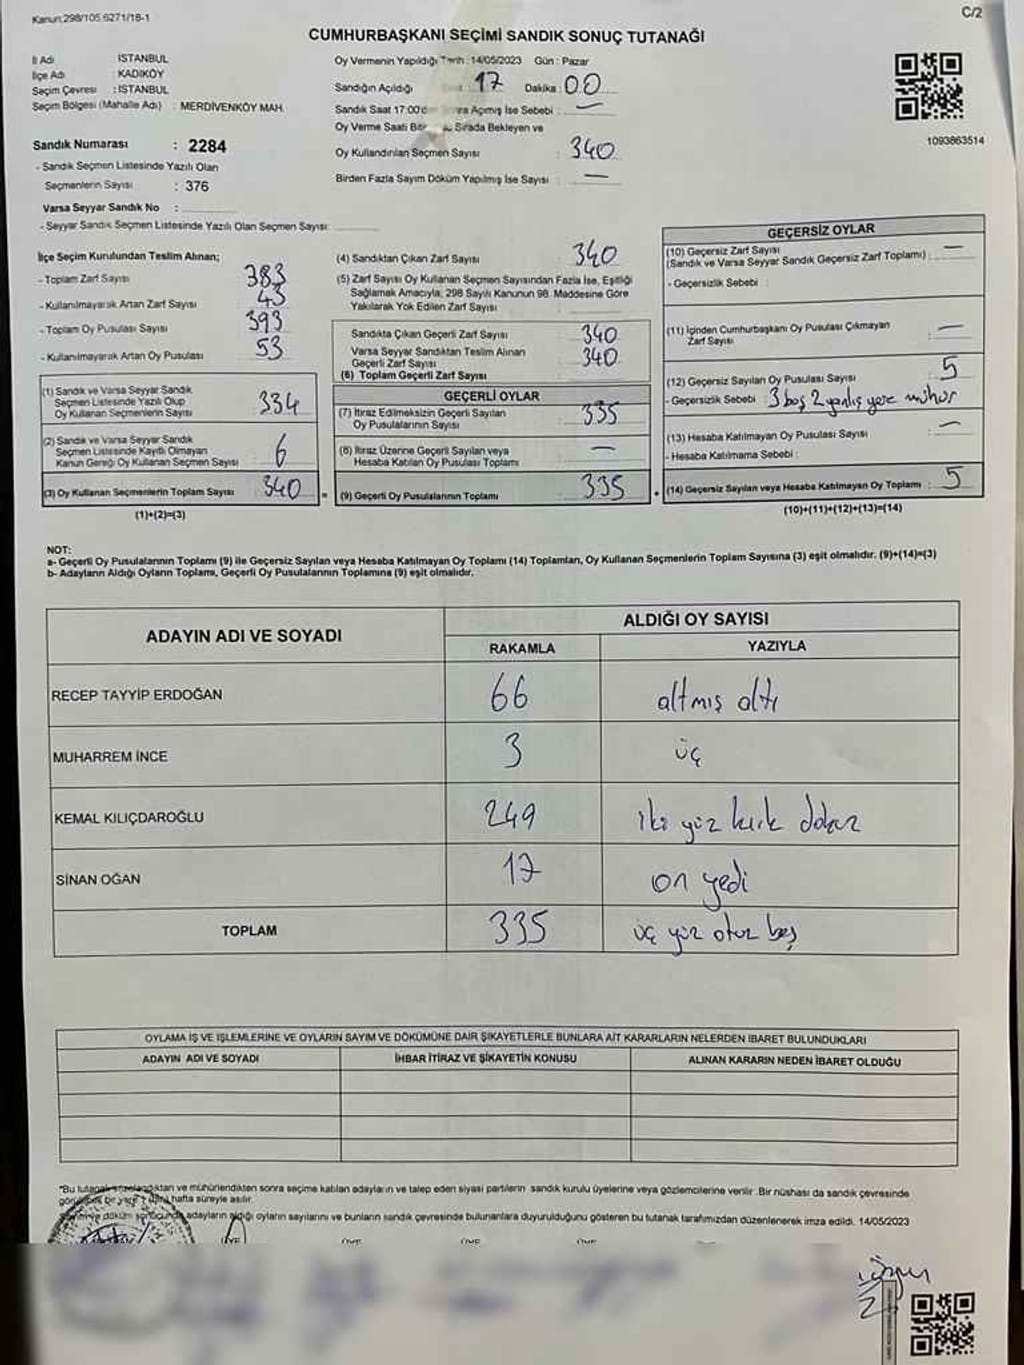 Kanun:298/105,6271/18-1
C/2
CUMHURBAŞKANI SEÇİMİ SANDIK SONUÇ TUTANAĞI
İl Adı : İSTANBUL
İlçe Adı : KADIKÖY
Seçim Çevresi : İSTANBUL
Seçim Bölgesi (Mahalle Adı) : MERDİVENKÖY MAH.
Sandık Numarası : 2284
- Sandık Seçmen Listesinde Yazılı Olan
Seçmenlerin Sayısı : 376
Varsa Seyyar Sandık No :
- Seyyar Sandık Seçmen Listesinde Yazılı Olan Seçmen Sayısı:
Oy Vermenin Yapıldığı Tarih : 14/05/2023 Gün : Pazar
Sandığın Açıldığı 17 Dakika : 00
Sandık Saat 17:00'd Açımış İse Sebebi : —
Oy Verme Saati Sırada Bekleyen ve
Oy Kullandırılan Seçmen Sayısı : 340
Birden Fazla Sayım Döküm Yapılmış İse Sayısı : —
1093863514
İlçe Seçim Kurulundan Teslim Alınan;
- Toplam Zarf Sayısı 383
- Kullanılmayarak Artan Zarf Sayısı 43
- Toplam Oy Pusulası Sayısı 393
- Kullanılmayarak Artan Oy Pusulası 53
(1) Sandık ve Varsa Seyyar Sandık
Seçmen Listesinde Yazılı Olup
Oy Kullanan Seçmenlerin Sayısı 334
(2) Sandık ve Varsa Seyyar Sandık
Seçmen Listesinde Kayıtlı Olmayan
Kanun Gereği Oy Kullanan Seçmen Sayısı 6
(3) Oy Kullanan Seçmenlerin Toplam Sayısı 340
(1)+(2)=(3)
=
(4) Sandıktan Çıkan Zarf Sayısı 340
(5) Zarf Sayısı Oy Kullanan Seçmen Sayısından Fazla İse, Eşitliği
Sağlamak Amacıyla, 298 Sayılı Kanunun 98. Maddesine Göre
Yakılarak Yok Edilen Zarf Sayısı :
Sandıkta Çıkan Geçerli Zarf Sayısı 340
Varsa Seyyar Sandıktan Teslim Alınan
Geçerli Zarf Sayısı 340
(6) Toplam Geçerli Zarf Sayısı
GEÇERLİ OYLAR
(7) İtiraz Edilmeksizin Geçerli Sayılan
Oy Pusulalarının Sayısı 335
(8) İtiraz Üzerine Geçerli Sayılan veya
Hesaba Katılan Oy Pusulası Toplamı —
(9) Geçerli Oy Pusulalarının Toplamı 335
+
GEÇERSİZ OYLAR
(10) Geçersiz Zarf Sayısı —
(Sandık ve Varsa Seyyar Sandık Geçersiz Zarf Toplamı) :
- Geçersizlik Sebebi :
(11) İçinden Cumhurbaşkanı Oy Pusulası Çıkmayan
Zarf Sayısı —
(12) Geçersiz Sayılan Oy Pusulası Sayısı : 5
- Geçersizlik Sebebi : 3 boş 2 yanlış yere mühür
(13) Hesaba Katılmayan Oy Pusulası Sayısı : —
- Hesaba Katılmama Sebebi :
(14) Geçersiz Sayılan veya Hesaba Katılmayan Oy Toplamı : 5
(10)+(11)+(12)+(13)=(14)
NOT:
a- Geçerli Oy Pusulalarının Toplamı (9) ile Geçersiz Sayılan veya Hesaba Katılmayan Oy Toplamı (14) Toplamları, Oy Kullanan Seçmenlerin Toplam Sayısına (3) eşit olmalıdır. (9)+(14)=(3)
b- Adayların Aldığı Oyların Toplamı, Geçerli Oy Pusulalarının Toplamına (9) eşit olmalıdır.
ADAYIN ADI VE SOYADI
ALDIĞI OY SAYISI
RAKAMLA YAZIYLA
RECEP TAYYİP ERDOĞAN 66 altmış altı
MUHARREM İNCE 3 üç
KEMAL KILIÇDAROĞLU 249 iki yüz kırk dokuz
SİNAN OĞAN 17 on yedi
TOPLAM 335 üç yüz otuz beş
OYLAMA İŞ VE İŞLEMLERİNE VE OYLARIN SAYIM VE DÖKÜMÜNE DAİR ŞİKAYETLERLE BUNLARA AİT KARARLARIN NELERDEN İBARET BULUNDUKLARI
ADAYIN ADI VE SOYADI İHBAR İTİRAZ VE ŞİKAYETİN KONUSU ALINAN KARARIN NEDEN İBARET OLDUĞU
*Bu tutanak ve mühürlendikten sonra seçime katılan adayların ve talep eden siyasi partilerin sandık kurulu üyelerine veya gözlemcilerine verilir. Bir nüshası da sandık çevresinde
bir yere hafta süreyle asılır.
döküm adayların aldığı oyların sayılarını ve bunların sandık çevresinde bulunanlara duyurulduğunu gösteren bu tutanak tarafımızdan düzenlenerek imza edildi. 14/05/2023